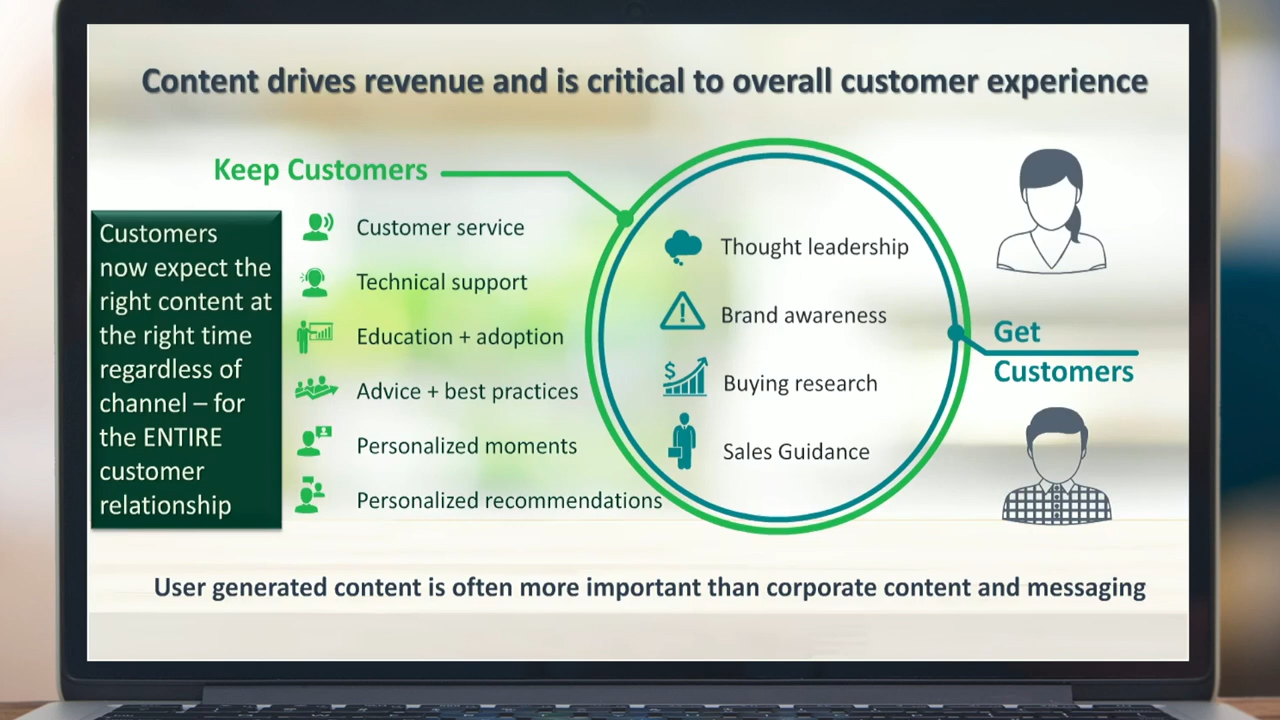 Content drives revenue and is critical to overall customer experience
Keep Customers
Customers
now expect the
right content at
the right time
regardless of
channel – for
the ENTIRE
customer
relationship
Customer service
Technical support
Education + adoption
Advice + best practices
Personalized moments
Personalized recommendations
Thought leadership
Brand awareness
Buying research
Sales Guidance
Get
Customers
User generated content is often more important than corporate content and messaging